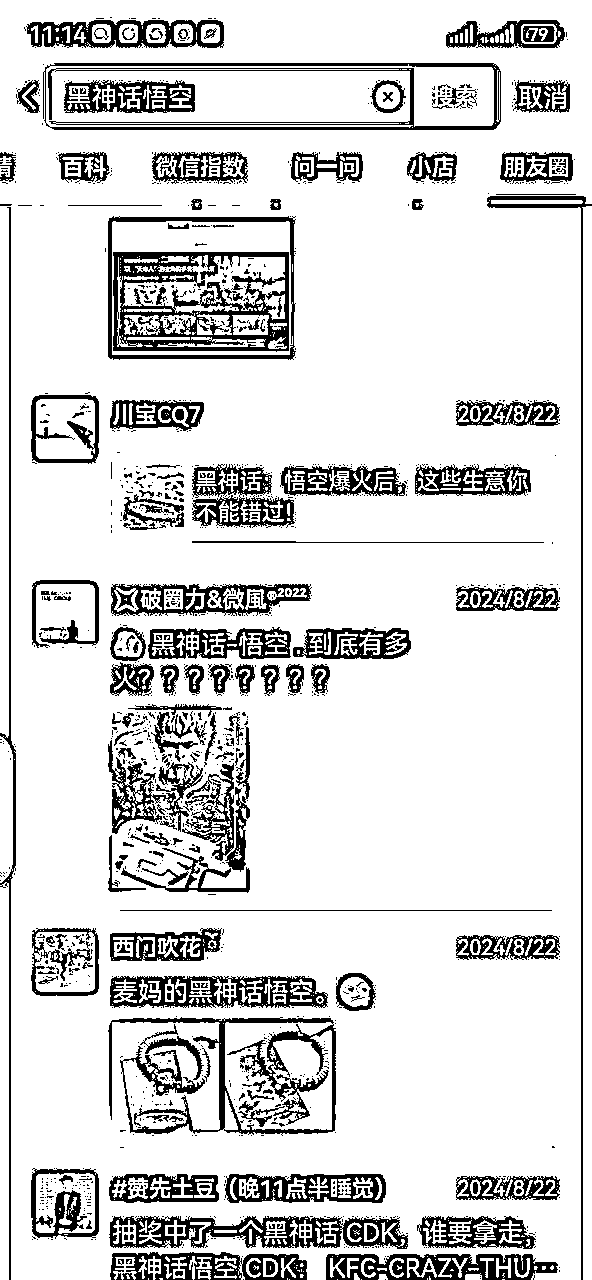 11:14
79
黑神话悟空
搜索
取消
百科
微信指数
问一问
小店
朋友圈
川宝CQ7
2024/8/22
黑神话：悟空爆火后，这些生意你
不能错过！
破圈力&微風®²⁰²²
2024/8/22
黑神话-悟空 . 到底有多
火？？？？？？？？
西门吹花
2024/8/22
麦妈的黑神话悟空。
#赞先土豆（晚11点半睡觉）
2024/8/22
抽奖中了一个黑神话 CDK，谁要拿走，
黑神话悟空 CDK： KFC-CRAZY-THU…